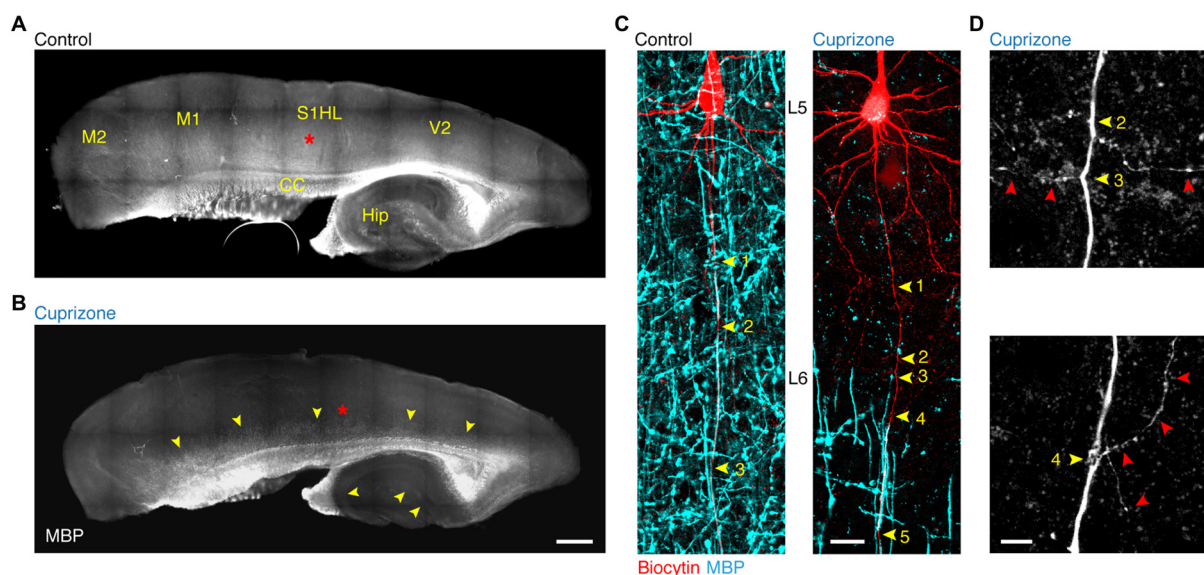 A
Control
M2
M1
S1HL
*
V2
CC
Hip
B
Cuprizone
*
MBP
C
Control
Cuprizone
L5
L6
1
2
3
1
2
3
4
5
Biocytin MBP
D
Cuprizone
2
3
4